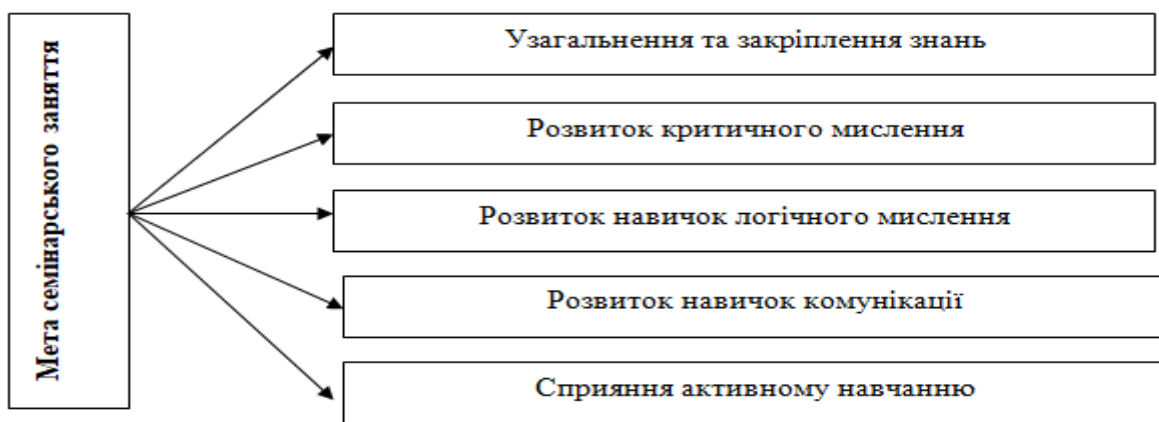 Мета семінарського заняття
Узагальнення та закріплення знань
Розвиток критичного мислення
Розвиток навичок логічного мислення
Розвиток навичок комунікації
Сприяння активному навчанню